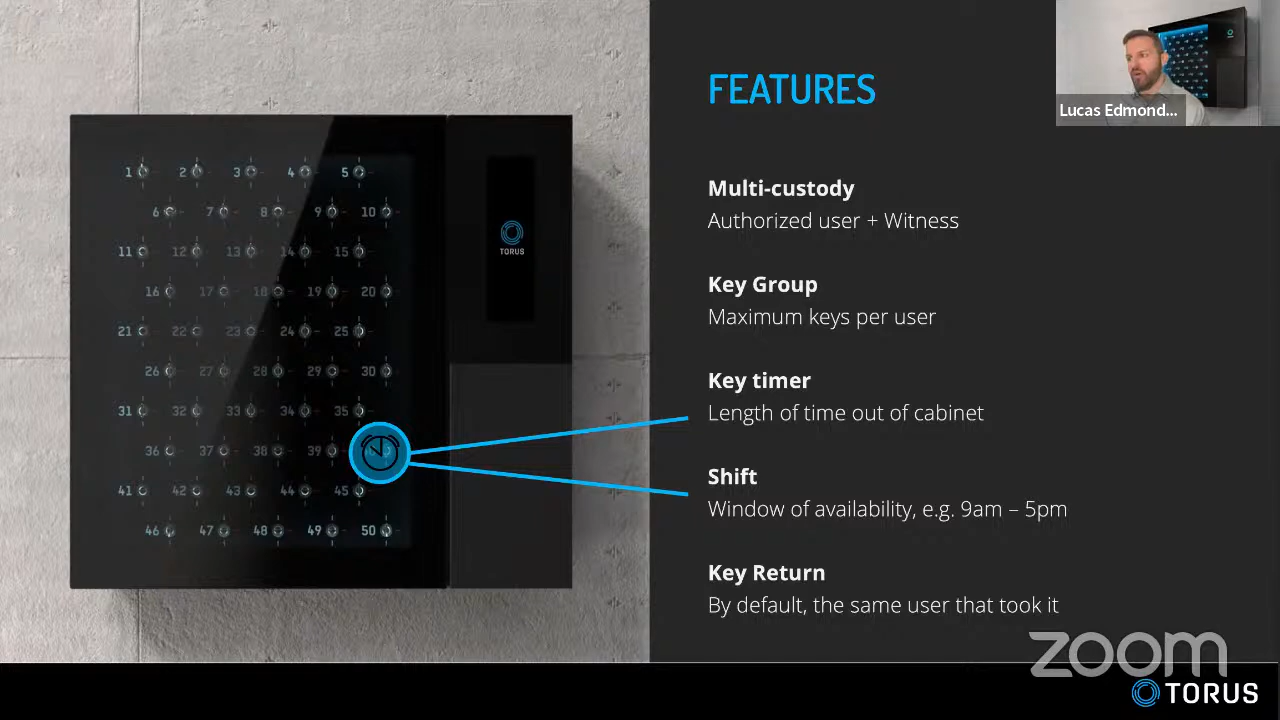 FEATURES
Lucas Edmond...
Multi-custody
Authorized user + Witness
Key Group
Maximum keys per user
Key timer
Length of time out of cabinet
Shift
Window of availability, e.g. 9am – 5pm
Key Return
By default, the same user that took it
1 2 3 4 5
6 7 8 9 10
11 12 13 14 15
16 17 18 19 20
21 22 23 24 25
26 27 28 29 30
31 32 33 34 35
36 37 38 39
41 42 43 44 45
46 47 48 49 50
TORUS
zoom
TORUS